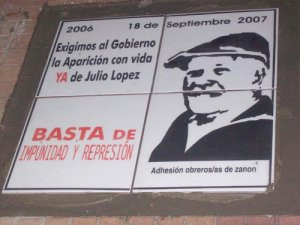 2006 18 de Septiembre 2007
Exigimos al Gobierno
la Aparición con vida
YA de Julio Lopez
BASTA DE
IMPUNIDAD Y REPRESIÓN
Adhesión obreros/as de zanon